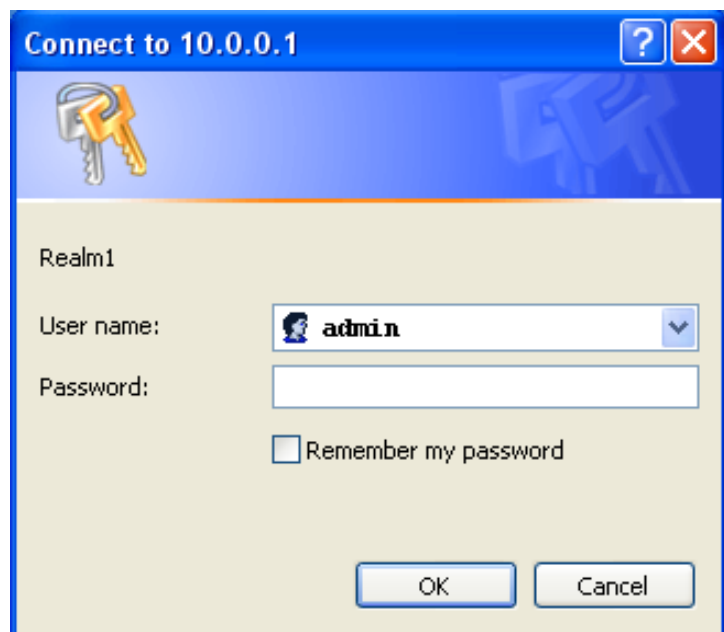 Connect to 10.0.0.1
?
Realm1
User name:
admin
Password:
Remember my password
OK
Cancel